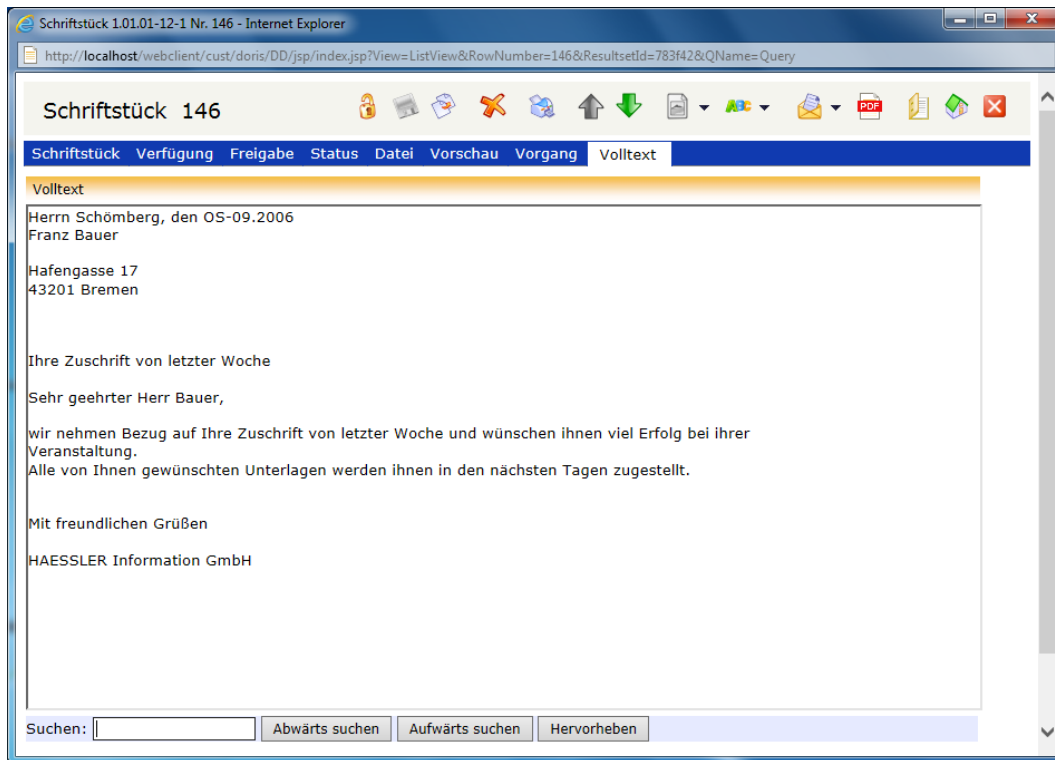 Schriftstück 1.01.01-12-1 Nr. 146 - Internet Explorer
http://localhost/webclient/cust/doris/DD/jsp/index.jsp?View=ListView&RowNumber=146&ResultsetId=783f42&QName=Query
Schriftstück 146
ABC
PDF
Schriftstück Verfügung Freigabe Status Datei Vorschau Vorgang Volltext
Volltext
Herrn Schömberg, den OS-09.2006
Franz Bauer
Hafengasse 17
43201 Bremen
Ihre Zuschrift von letzter Woche
Sehr geehrter Herr Bauer,
wir nehmen Bezug auf Ihre Zuschrift von letzter Woche und wünschen ihnen viel Erfolg bei ihrer
Veranstaltung.
Alle von Ihnen gewünschten Unterlagen werden ihnen in den nächsten Tagen zugestellt.
Mit freundlichen Grüßen
HAESSLER Information GmbH
Suchen: Abwärts suchen Aufwärts suchen Hervorheben